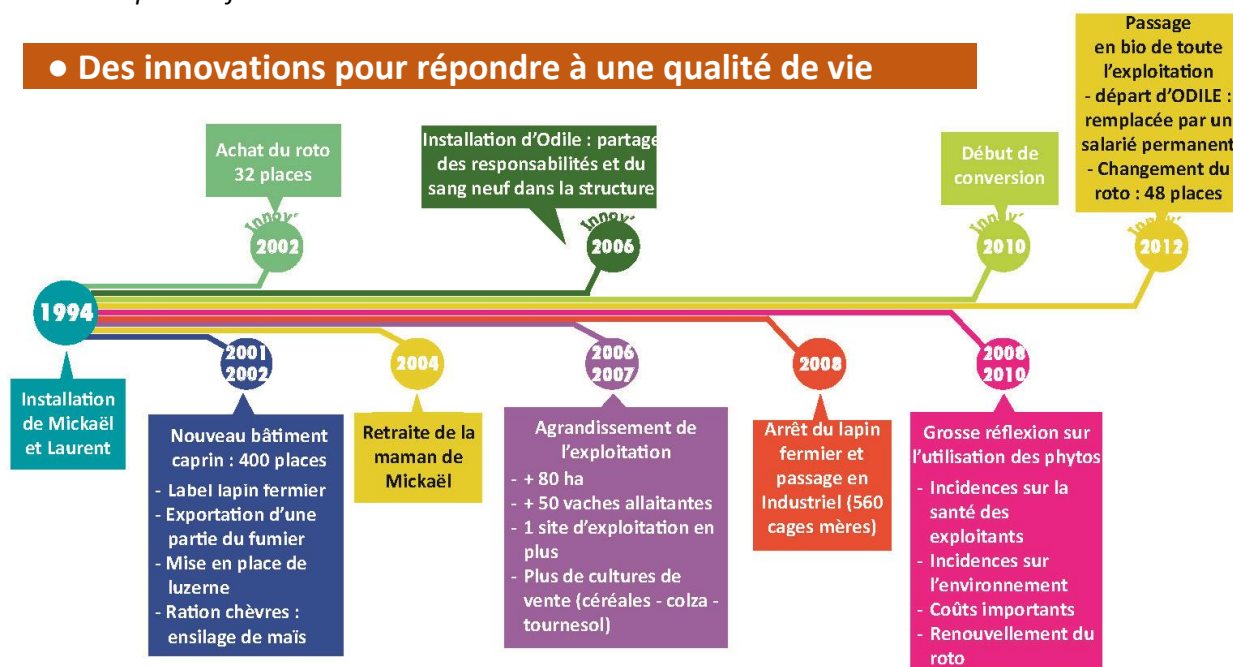 ● Des innovations pour répondre à une qualité de vie
Passage
en bio de toute
l'exploitation
- départ d'ODILE :
remplacée par un
salarié permanent
- Changement du
roto : 48 places
Achat du roto
32 places
Installation d'Odile : partage
des responsabilités et du
sang neuf dans la structure
Début de
conversion
Innov'
2002
Innov'
2006
Innov'
2010
Innov'
2012
1994
2001
2002
2004
2006
2007
2008
2008
2010
Installation
de Mickaël
et Laurent
Nouveau bâtiment
caprin : 400 places
- Label lapin fermier
- Exportation d'une
partie du fumier
- Mise en place de
luzerne
- Ration chèvres :
ensilage de maïs
Retraite de la
maman de
Mickaël
Agrandissement de
l'exploitation
- + 80 ha
- + 50 vaches allaitantes
- 1 site d'exploitation en
plus
- Plus de cultures de
vente (céréales - colza -
tournesol)
Arrêt du lapin
fermier et
passage en
Industriel (560
cages mères)
Grosse réflexion sur
l'utilisation des phytos
- Incidences sur la
santé des
exploitants
- Incidences sur
l'environnement
- Coûts importants
- Renouvellement du
roto